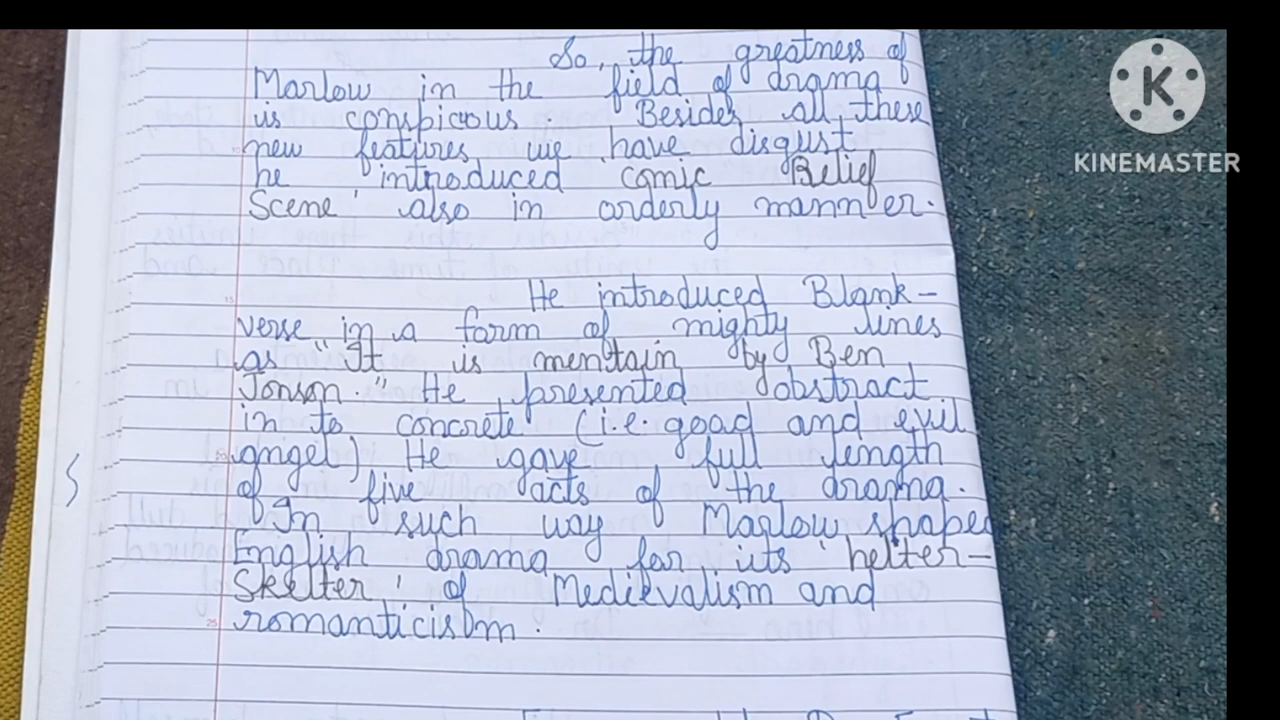 So, the greatness of
Marlow in the field of drama
is conspicious. Besides all these
new features we have disgust
he introduced 'comic Relief
Scene' also in orderly mannꞌer.
He introduced Blank-
verse in a form of mighty lines
as "It is mentain by Ben
Jonson." He presented obstract
in to concrete (i.e. good and evil
angel) He gave full length
of five acts of the drama.
In such way of Marlow shaped
English drama for its 'helter-
Skelter' of Medievalism and
romanticism.
K
KINEMASTER